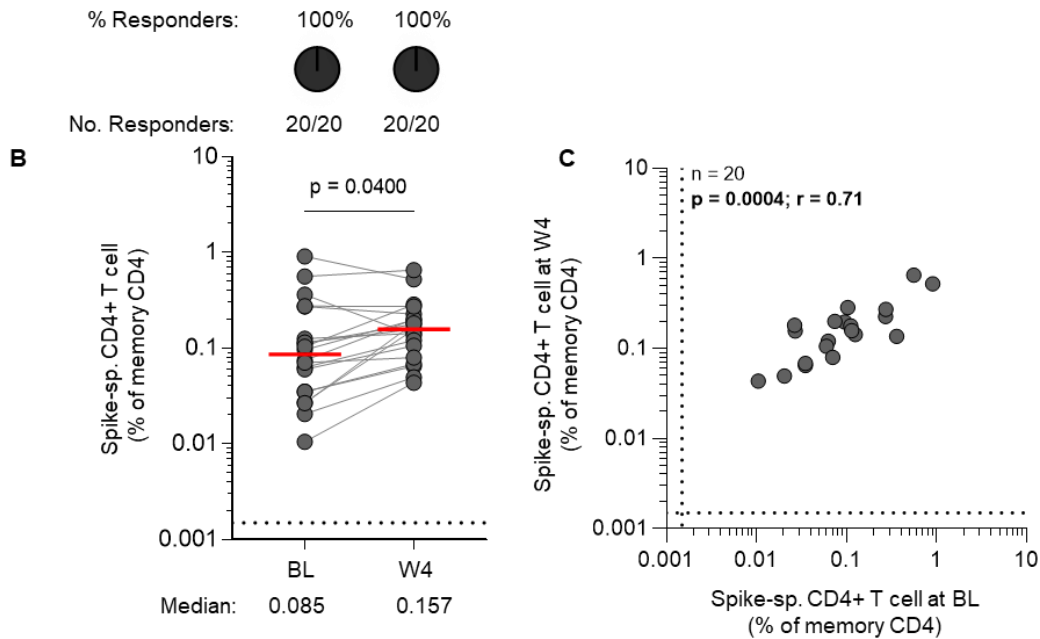 % Responders: 100% 100%
No. Responders: 20/20 20/20
B
Spike-sp. CD4+ T cell
(% of memory CD4)
10
1
0.1
0.01
0.001
p = 0.0400
BL W4
Median: 0.085 0.157
C
Spike-sp. CD4+ T cell at W4
(% of memory CD4)
10
1
0.1
0.01
0.001
n = 20
p = 0.0004; r = 0.71
0.001 0.01 0.1 1 10
Spike-sp. CD4+ T cell at BL
(% of memory CD4)